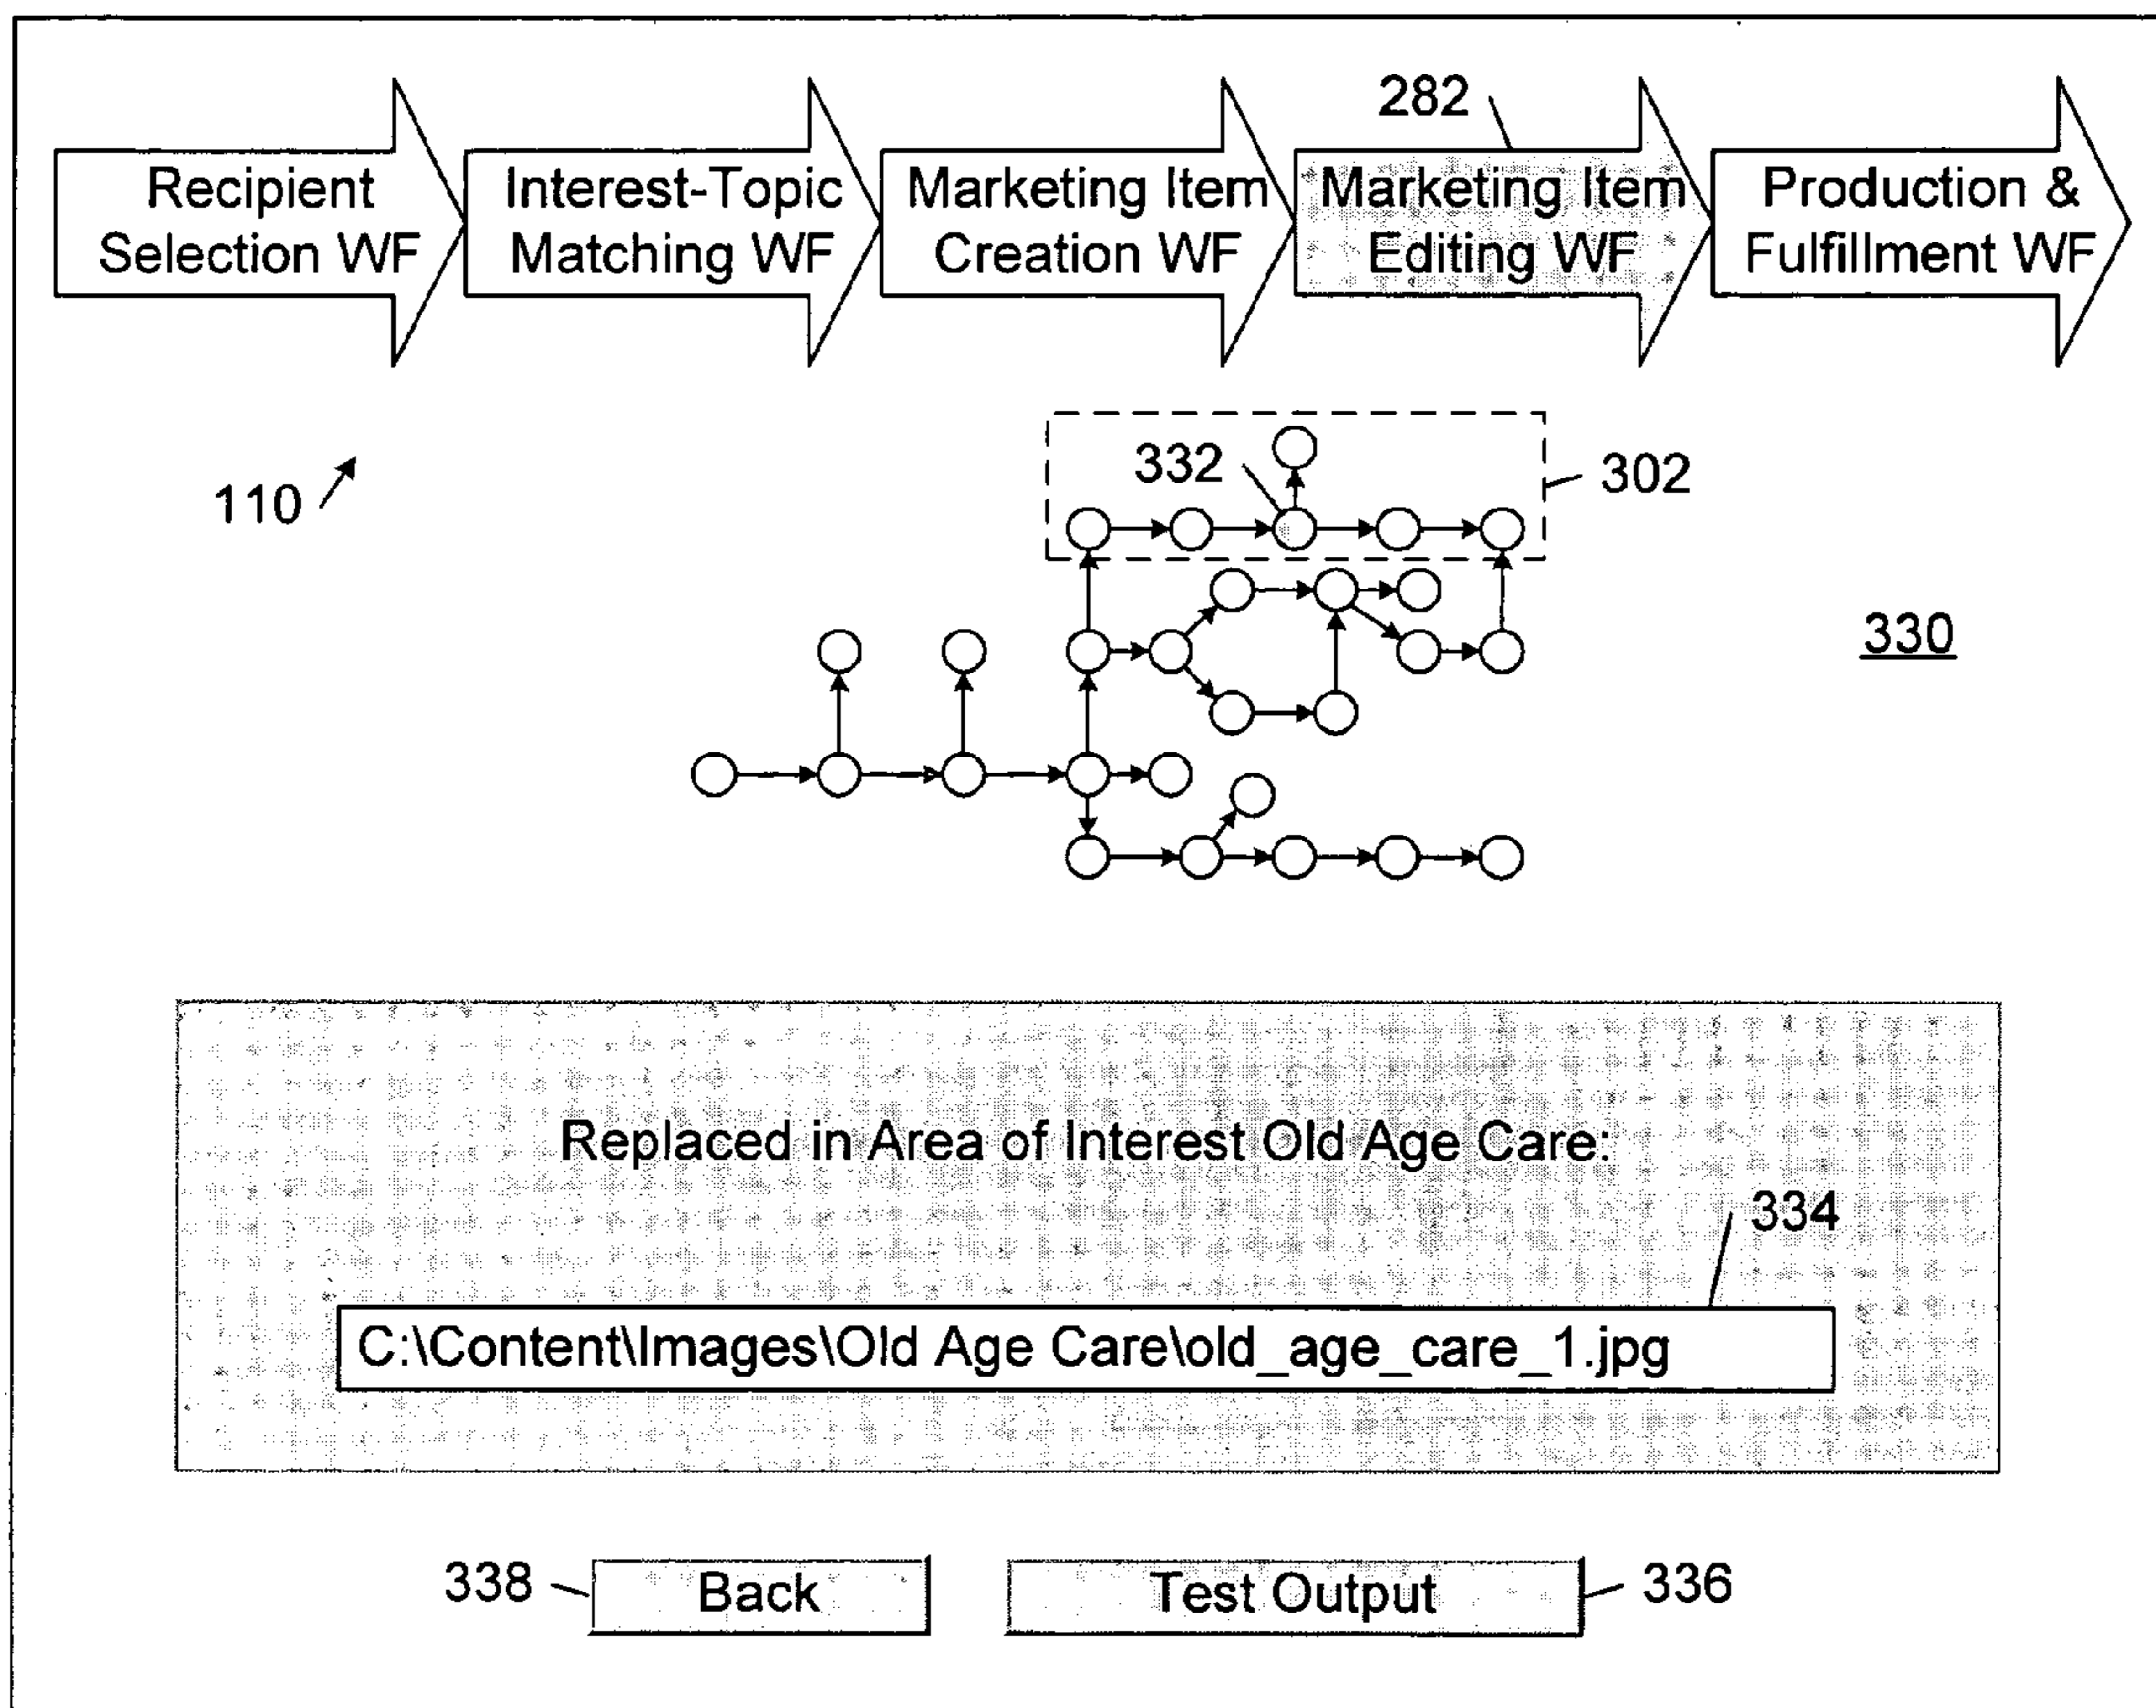 282
Recipient
Selection WF
Interest-Topic
Matching WF
Marketing Item
Creation WF
Marketing Item
Editing WF
Production &
Fulfillment WF
332
302
110
330
Replaced in Area of Interest Old Age Care:
334
C:\Content\Images\Old Age Care\old_age_care_1.jpg
338
Back
Test Output
336